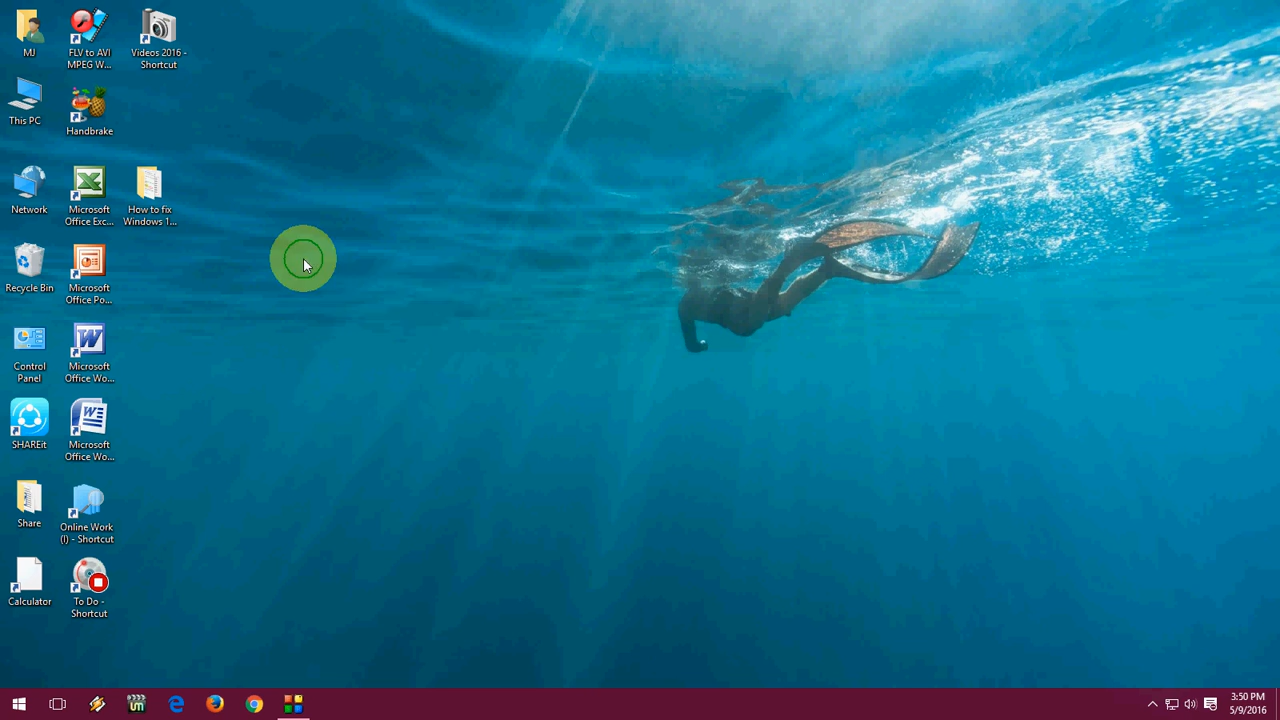 MJ
FLV to AVI
MPEG W...
Videos 2016 -
Shortcut
This PC
Handbrake
Network
Microsoft
Office Exc...
How to fix
Windows 1...
Recycle Bin
Microsoft
Office Po...
Control
Panel
Microsoft
Office Wo...
SHAREit
Microsoft
Office Wo...
Share
Online Work
(I) - Shortcut
Calculator
To Do -
Shortcut
3:50 PM
5/9/2016